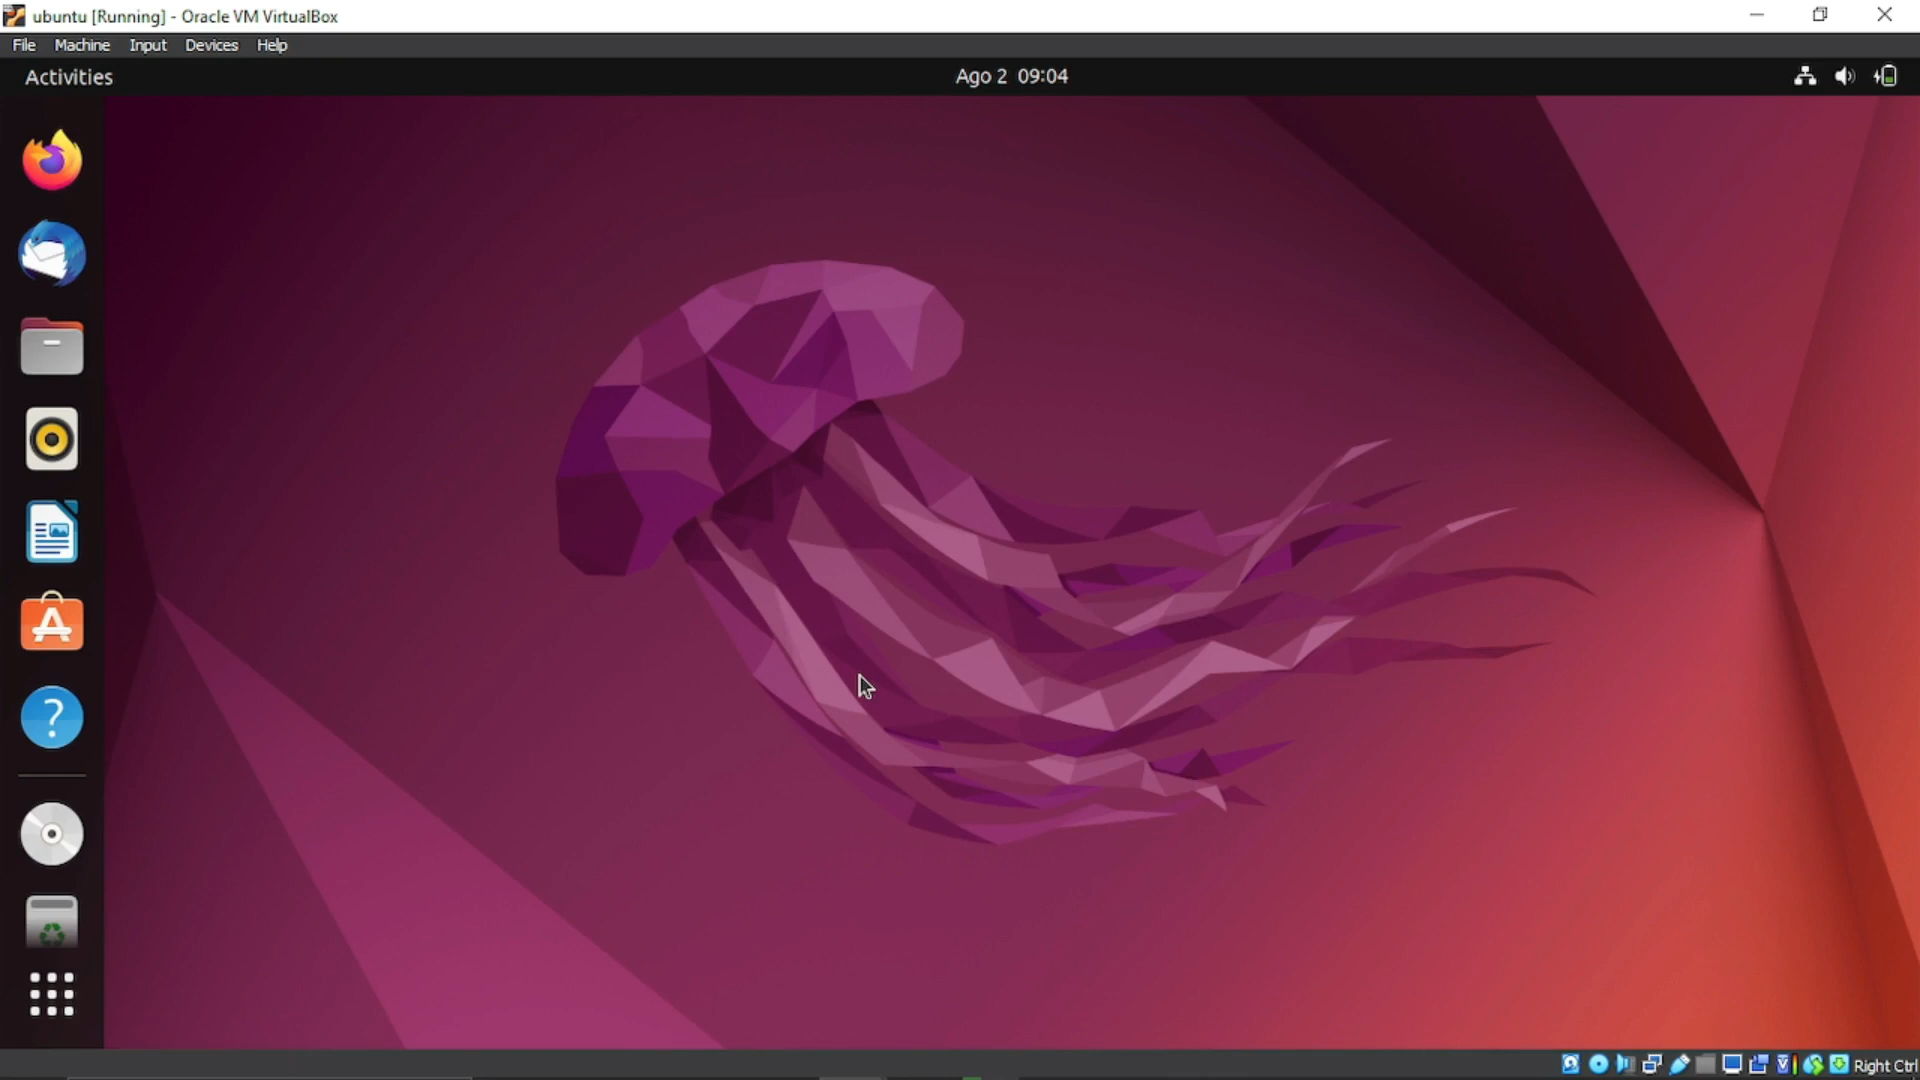 ubuntu [Running] - Oracle VM VirtualBox
File Machine Input Devices Help
Activities
Ago 2 09:04
Right Ctrl